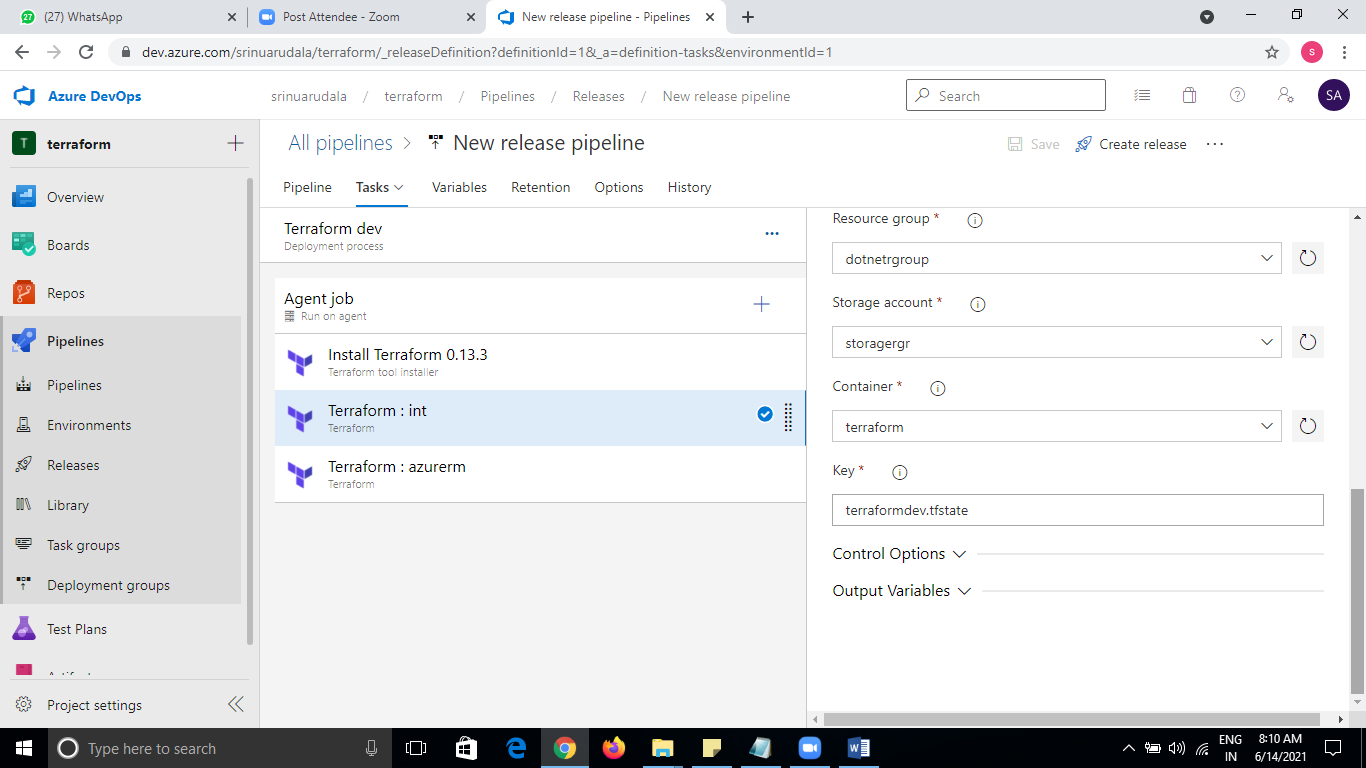 27
(27) WhatsApp
Post Attendee - Zoom
New release pipeline - Pipelines
dev.azure.com/srinuarudala/terraform/_releaseDefinition?definitionId=1&_a=definition-tasks&environmentId=1
s
Azure DevOps
srinuarudala / terraform / Pipelines / Releases / New release pipeline
Search
SA
T terraform
All pipelines > New release pipeline
Save
Create release
Pipeline Tasks Variables Retention Options History
Overview
Boards
Repos
Pipelines
Pipelines
Environments
Releases
Library
Task groups
Deployment groups
Test Plans
Project settings
Terraform dev
Deployment process
Agent job
Run on agent
Install Terraform 0.13.3
Terraform tool installer
Terraform : int
Terraform
Terraform : azurerm
Terraform
Resource group *
dotnetrgroup
Storage account *
storagergr
Container *
terraform
Key *
terraformdev.tfstate
Control Options
Output Variables
Type here to search
ENG
IN
8:10 AM
6/14/2021